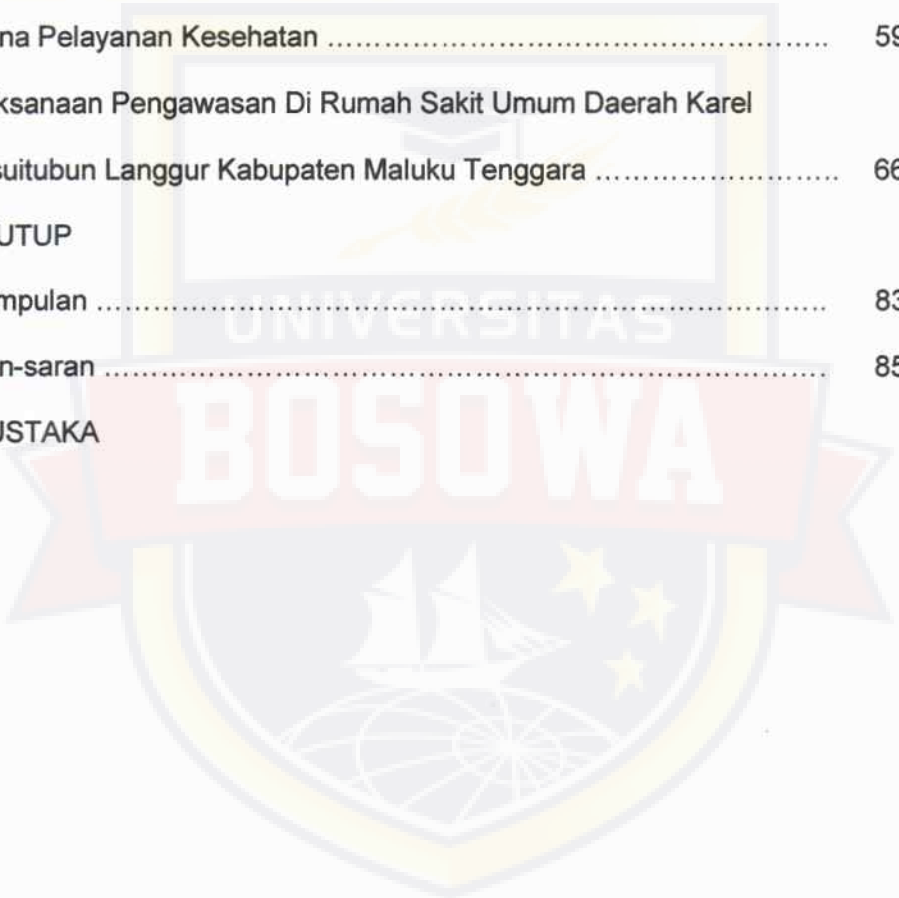 na Pelayanan Kesehatan ........................................................ 59
ksanaan Pengawasan Di Rumah Sakit Umum Daerah Karel
suitubun Langgur Kabupaten Maluku Tenggara ........................... 66
UTUP
mpulan .................................................................................. 83
n-saran ................................................................................. 85
USTAKA
UNIVERSITAS
BOSOWA